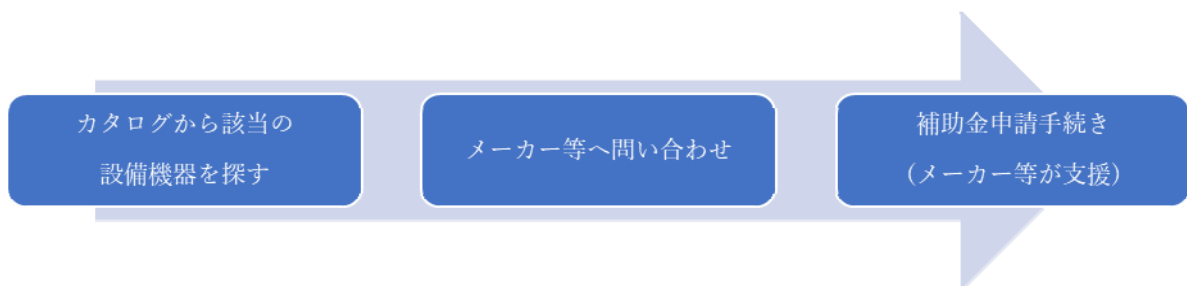 カタログから該当の
設備機器を探す
メーカー等へ問い合わせ
補助金申請手続き
(メーカー等が支援)